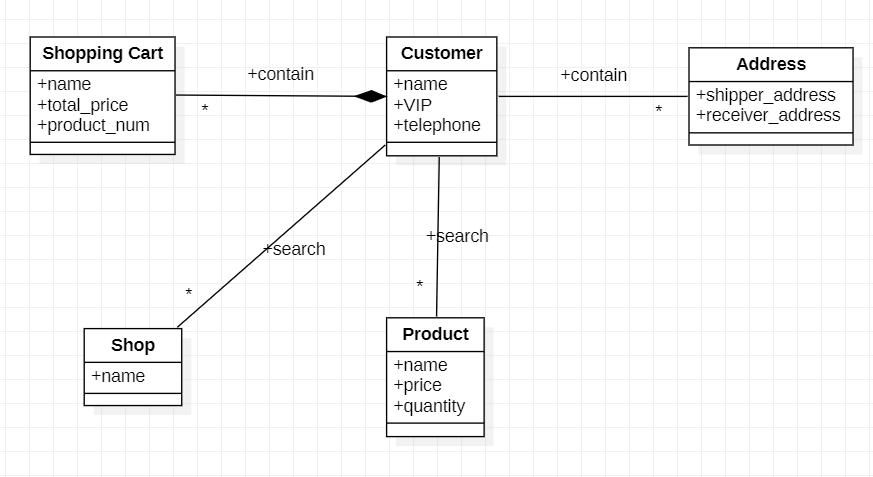 Shopping Cart
+name
+total_price
+product_num
+contain
*
Customer
+name
+VIP
+telephone
+contain
*
Address
+shipper_address
+receiver_address
+search
*
+search
*
Shop
+name
Product
+name
+price
+quantity